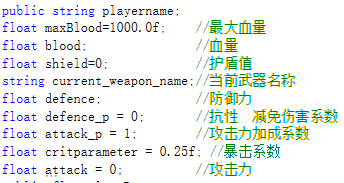 public string playername;
float maxBlood=1000.0f; //最大血量
float blood; //血量
float shield=0; //护盾值
string current_weapon_name;//当前武器名称
float defence; //防御力
float defence_p = 0; //抗性 减免伤害系数
float attack_p = 1; //攻击力加成系数
float critparameter = 0.25f; //暴击系数
float attack = 0; //攻击力